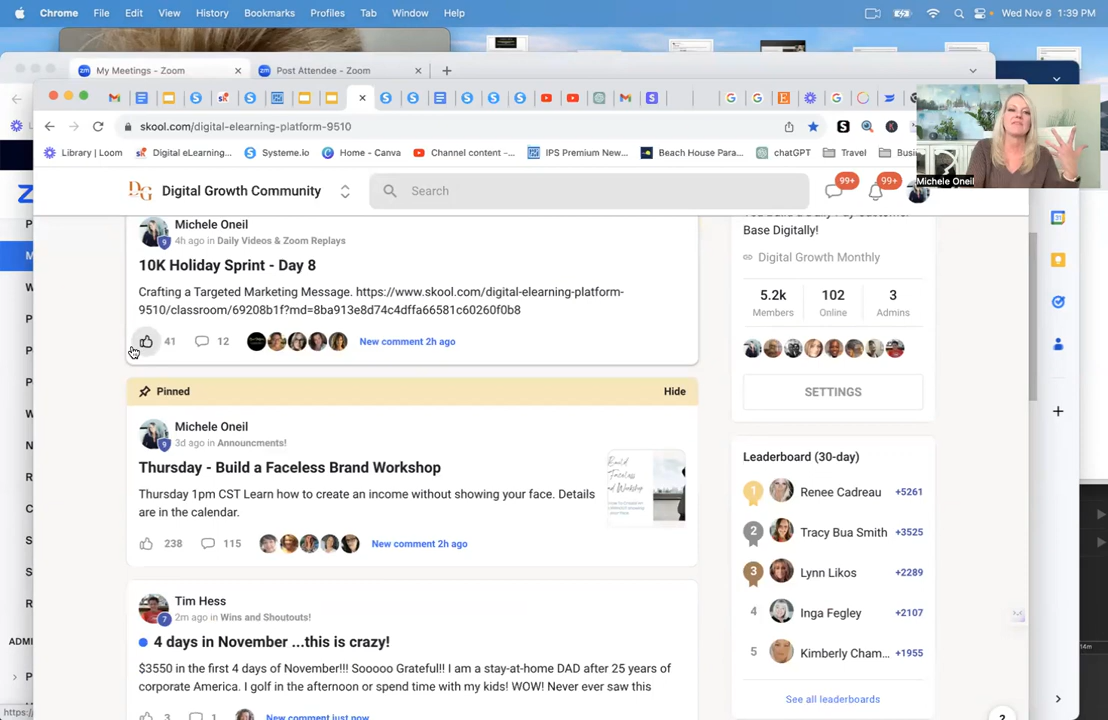 Chrome File Edit View History Bookmarks Profiles Tab Window Help Wed Nov 8 1:39 PM
My Meetings - Zoom
Post Attendee - Zoom
skool.com/digital-elearning-platform-9510
Library | Loom
Digital eLearning...
Systeme.io
Home - Canva
Channel content –...
IPS Premium New...
Beach House Para...
chatGPT
Travel
Busi
Michele Oneil
DG Digital Growth Community
Search
99+
99+
Michele Oneil
9
4h ago in Daily Videos & Zoom Replays
10K Holiday Sprint - Day 8
Crafting a Targeted Marketing Message. https://www.skool.com/digital-elearning-platform-
9510/classroom/69208b1f?md=8ba913e8d74c4dffa66581c60260f0b8
41 12 New comment 2h ago
Pinned Hide
Michele Oneil
9
3d ago in Announcments!
Thursday - Build a Faceless Brand Workshop
Thursday 1pm CST Learn how to create an income without showing your face. Details
are in the calendar.
238 115 New comment 2h ago
Tim Hess
7
2m ago in Wins and Shoutouts!
4 days in November ...this is crazy!
$3550 in the first 4 days of November!!! Sooooo Grateful!! I am a stay-at-home DAD after 25 years of
corporate America. I golf in the afternoon or spend time with my kids! WOW! Never ever saw this
3 1 New comment just now
Base Digitally!
Digital Growth Monthly
5.2k 102 3
Members Online Admins
SETTINGS
Leaderboard (30-day)
1 Renee Cadreau +5261
2 Tracy Bua Smith +3525
3 Lynn Likos +2289
4 Inga Fegley +2107
5 Kimberly Cham... +1955
See all leaderboards